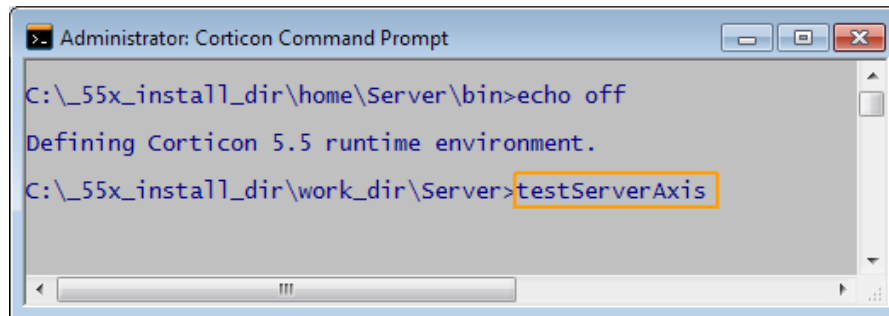 Administrator: Corticon Command Prompt
C:\_55x_install_dir\home\Server\bin>echo off
Defining Corticon 5.5 runtime environment.
C:\_55x_install_dir\work_dir\Server>testServerAxis